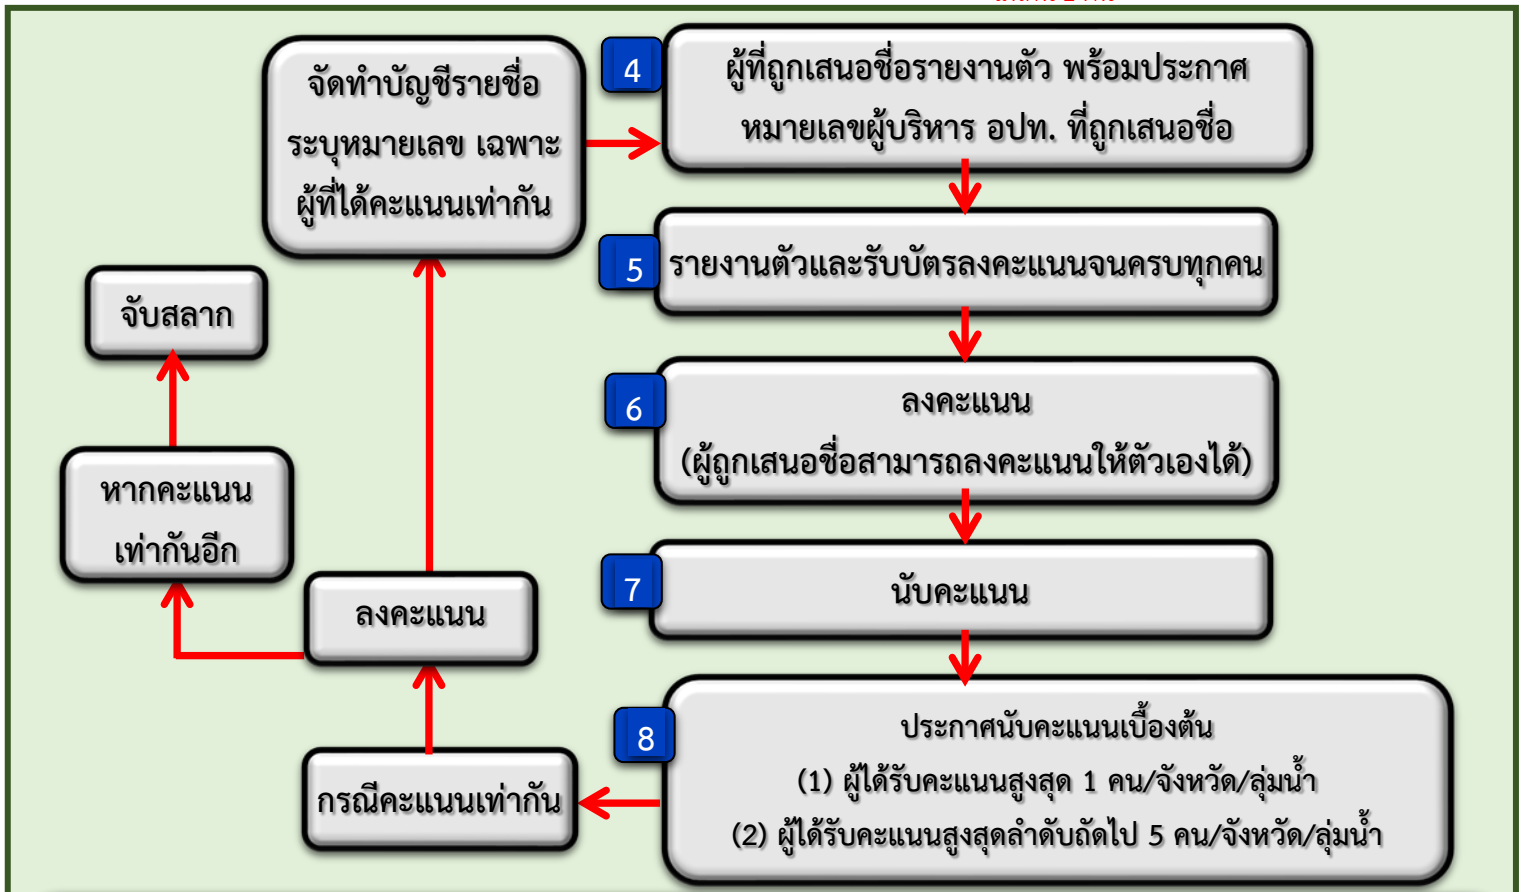 จัดทำบัญชีรายชื่อ
ระบุหมายเลข เฉพาะ
ผู้ที่ได้คะแนนเท่ากัน
4
ผู้ที่ถูกเสนอชื่อรายงานตัว พร้อมประกาศ
หมายเลขผู้บริหาร อปท. ที่ถูกเสนอชื่อ
5
รายงานตัวและรับบัตรลงคะแนนจนครบทุกคน
จับสลาก
6
ลงคะแนน
(ผู้ถูกเสนอชื่อสามารถลงคะแนนให้ตัวเองได้)
หากคะแนน
เท่ากันอีก
7
นับคะแนน
ลงคะแนน
8
ประกาศนับคะแนนเบื้องต้น
(1) ผู้ได้รับคะแนนสูงสุด 1 คน/จังหวัด/ลุ่มน้ำ
(2) ผู้ได้รับคะแนนสูงสุดลำดับถัดไป 5 คน/จังหวัด/ลุ่มน้ำ
กรณีคะแนนเท่ากัน